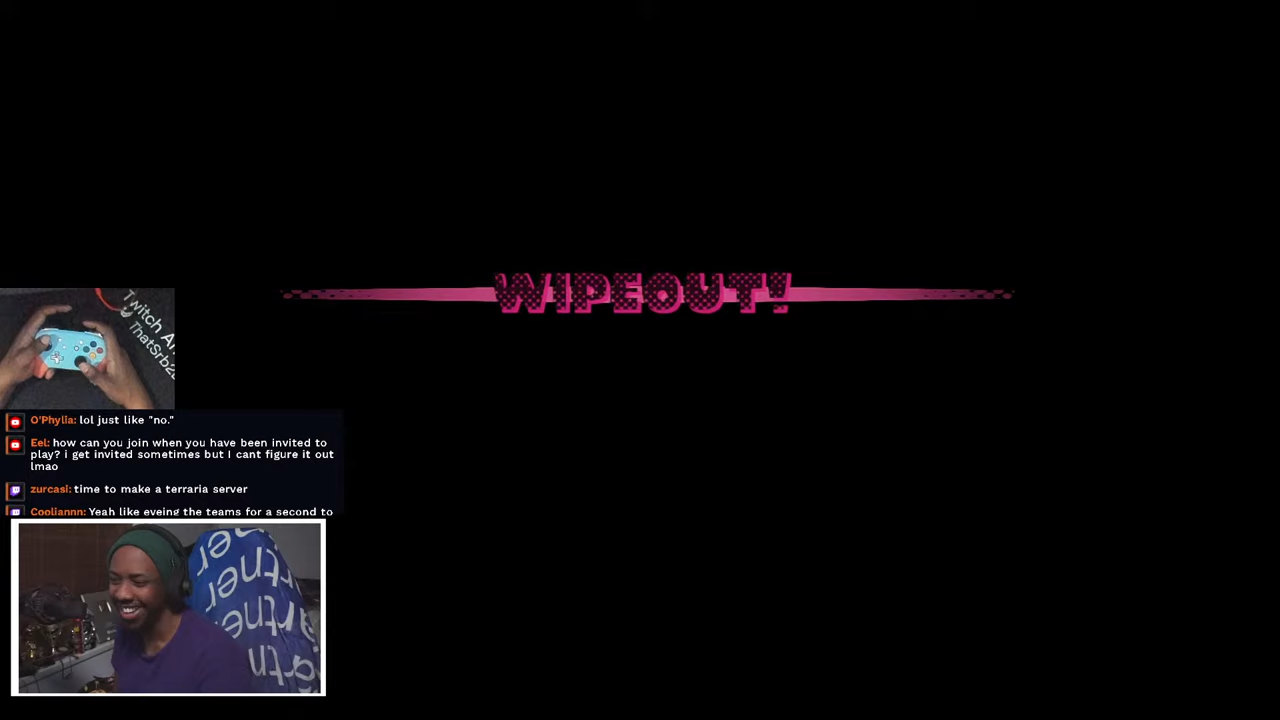 WIPEOUT!
Twitch A
ThatSrb2
O'Phylia: lol just like "no."
Eel: how can you join when you have been invited to
play? i get invited sometimes but I cant figure it out
lmao
zurcasi: time to make a terraria server
Cooliannn: Yeah like eveing the teams for a second to